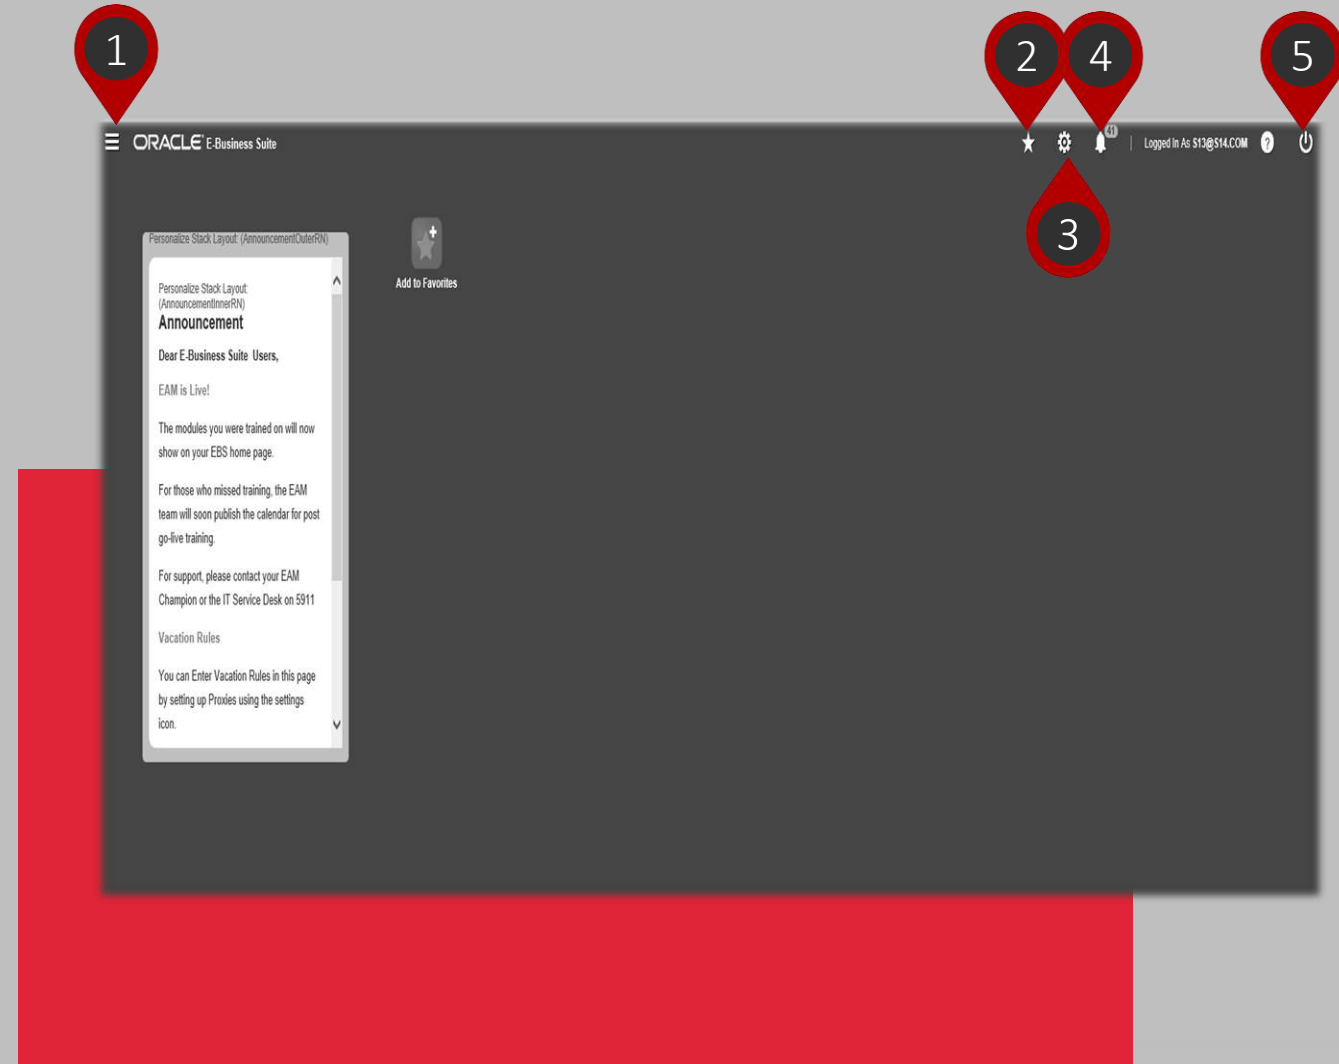 1
2
4
5
ORACLE® E-Business Suite
41
Logged In As S13@S14.COM
?
3
Personalize Stack Layout: (AnnouncementOuterRN)
Add to Favorites
Personalize Stack Layout:
(AnnouncementInnerRN)
Announcement
Dear E-Business Suite Users,
EAM is Live!
The modules you were trained on will now
show on your EBS home page.
For those who missed training, the EAM
team will soon publish the calendar for post
go-live training.
For support, please contact your EAM
Champion or the IT Service Desk on 5911
Vacation Rules
You can Enter Vacation Rules in this page
by setting up Proxies using the settings
icon.